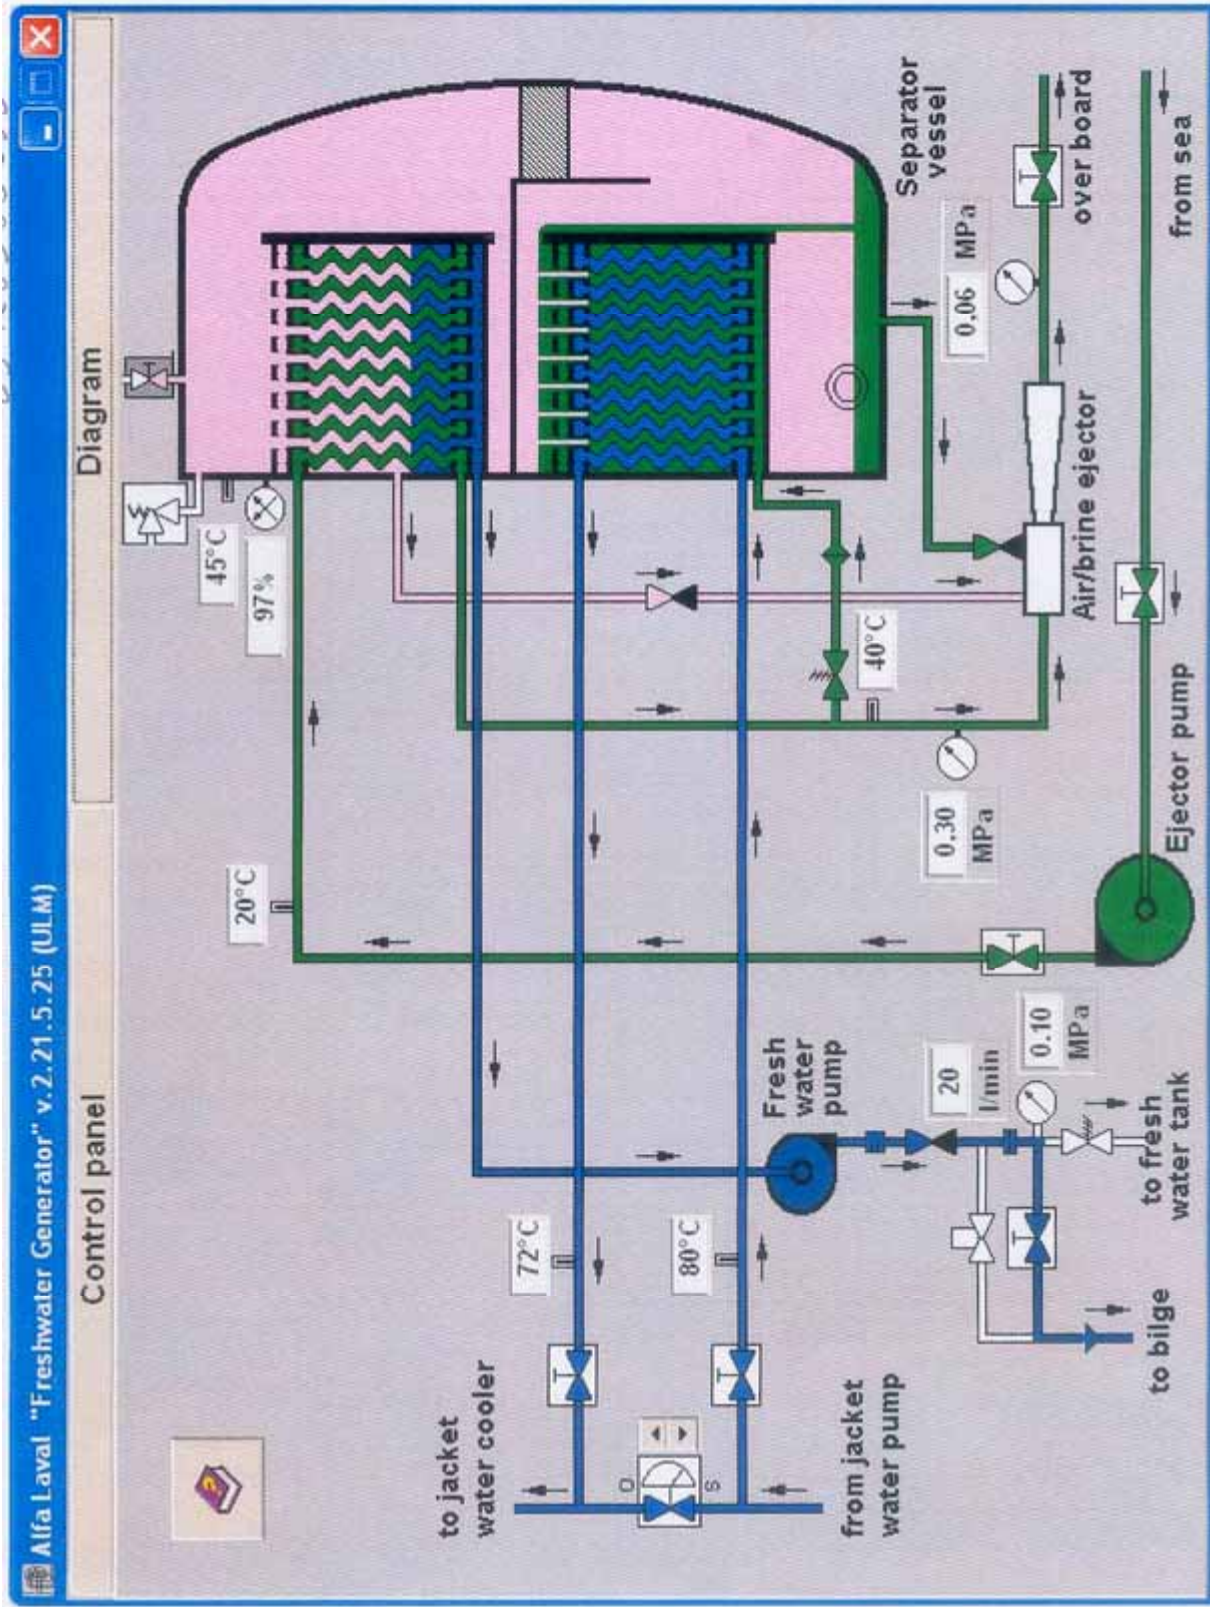 Alfa Laval "Freshwater Generator" v.2.21.5.25 (ULM)
Control panel
Diagram
?
20°C
45°C
97%
72°C
80°C
to jacket
water cooler
O
S
from jacket
water pump
Fresh
water
pump
20
l/min
0.10
MPa
to bilge
to fresh
water tank
0.30
MPa
40°C
Ejector pump
Air/brine ejector
0.06 MPa
Separator
vessel
over board
from sea